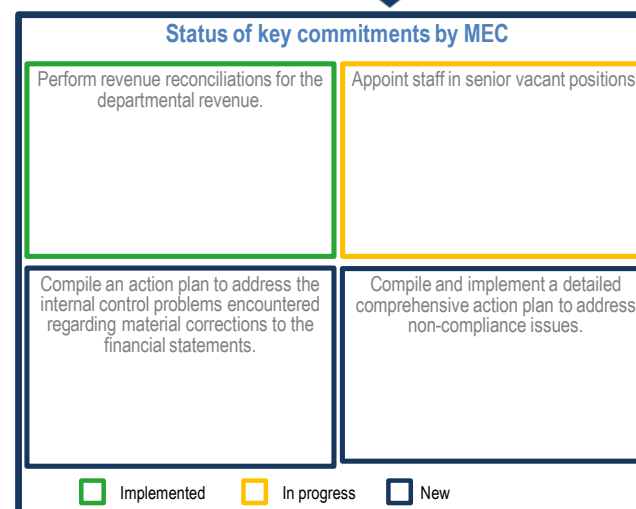 Status of key commitments by MEC
Perform revenue reconciliations for the
departmental revenue.
Appoint staff in senior vacant positions
Compile an action plan to address the
internal control problems encountered
regarding material corrections to the
financial statements.
Compile and implement a detailed
comprehensive action plan to address
non-compliance issues.
Implemented
In progress
New